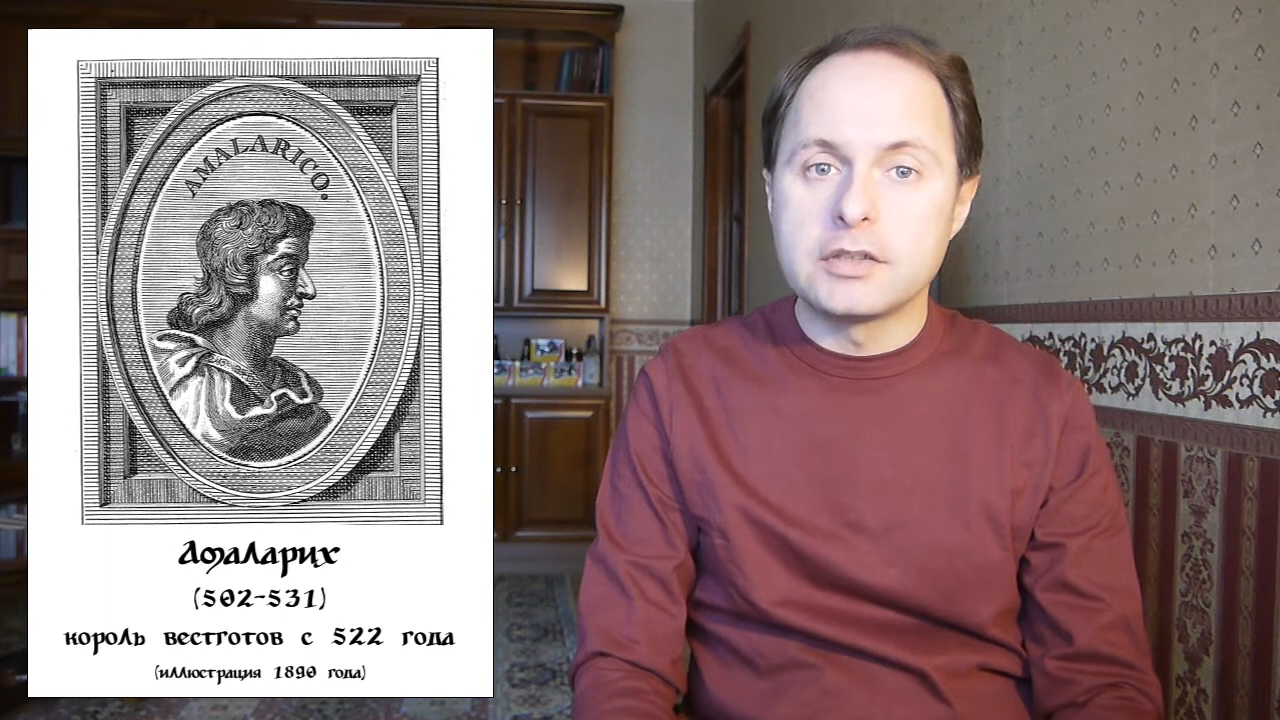 AMALARICO.
Амаларих
(502-531)
король вестготов с 522 года
(иллюстрация 1890 года)